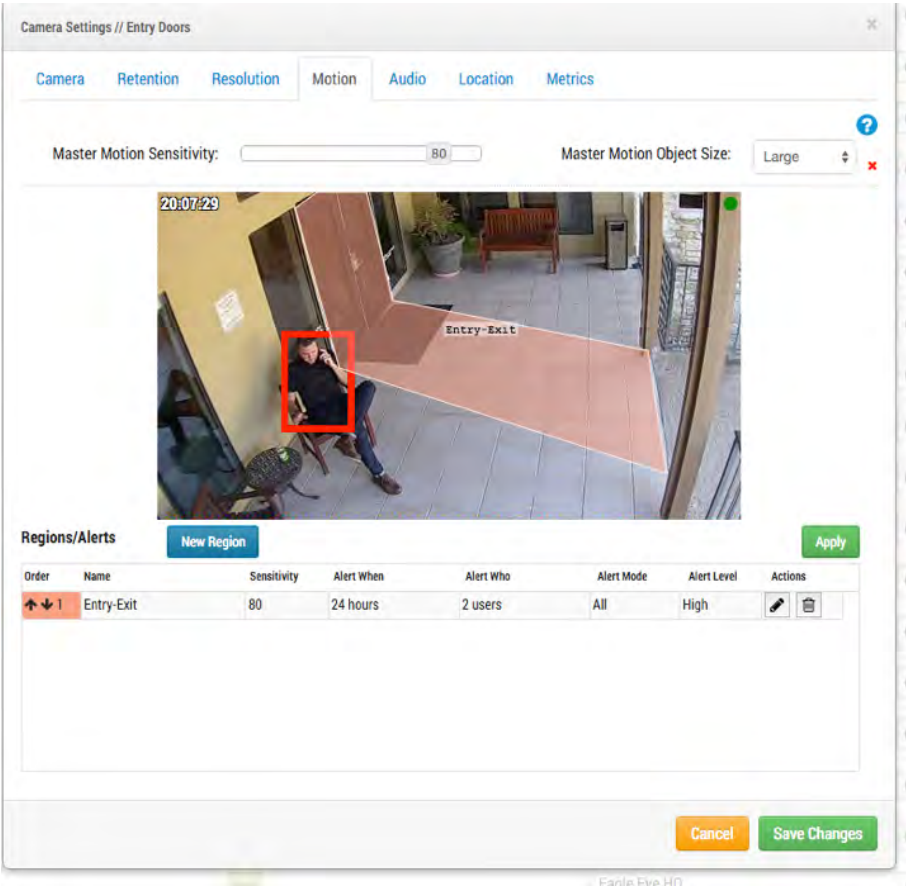 Camera Settings // Entry Doors ×
Camera Retention Resolution Motion Audio Location Metrics
?
Master Motion Sensitivity: 80 Master Motion Object Size: Large
20:07:29
Entry-Exit
Regions/Alerts New Region Apply
Order Name Sensitivity Alert When Alert Who Alert Mode Alert Level Actions
1 Entry-Exit 80 24 hours 2 users All High
Cancel Save Changes
Eagle Eye HQ